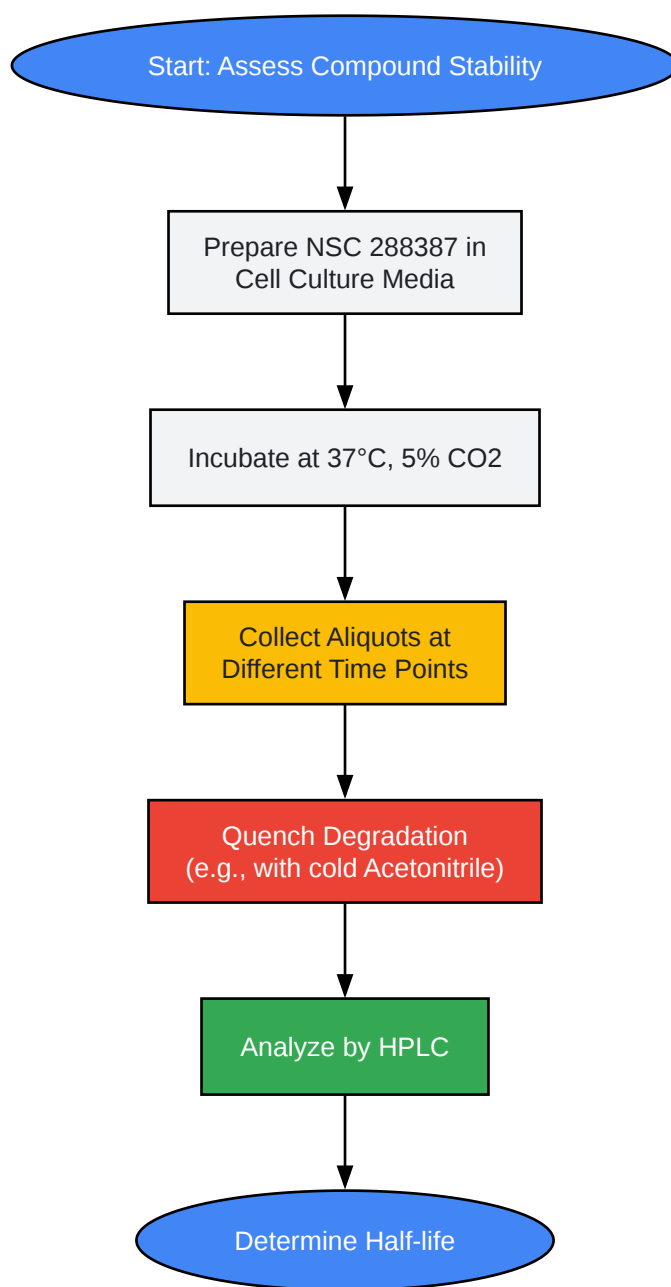 Start: Assess Compound Stability
Prepare NSC 288387 in
Cell Culture Media
Incubate at 37°C, 5% CO2
Collect Aliquots at
Different Time Points
Quench Degradation
(e.g., with cold Acetonitrile)
Analyze by HPLC
Determine Half-life